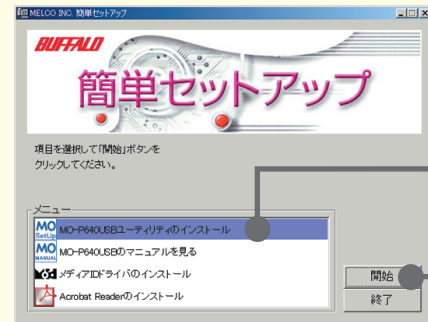 MELCO INC. 簡単セットアップ
BUFFALO
簡単セットアップ
項目を選択して「開始」ボタンを
クリックしてください。
メニュー
MO SetUp MO-P640USBユーティリティのインストール
MO MANUAL MO-P640USBのマニュアルを見る
メディアIDドライバのインストール
Acrobat Readerのインストール
開始
終了